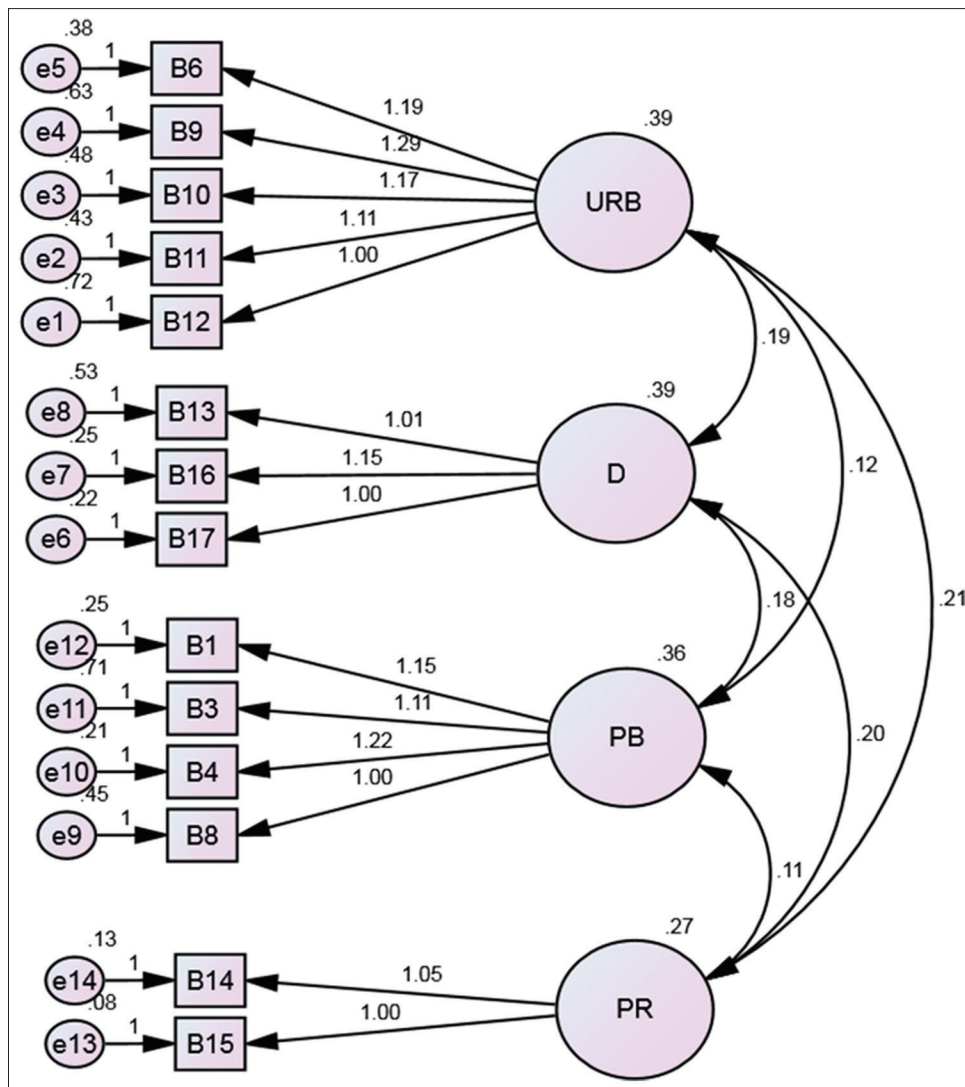 .38
e5 1 B6
.63
e4 1 B9
.48
e3 1 B10
.43
e2 1 B11
.72
e1 1 B12
1.19
1.29
1.17
1.11
1.00
.39
URB
.19
.12
.21
.53
e8 1 B13
.25
e7 1 B16
.22
e6 1 B17
1.01
1.15
1.00
.39
D
.18
.20
.25
e12 1 B1
.71
e11 1 B3
.21
e10 1 B4
.45
e9 1 B8
1.15
1.11
1.22
1.00
.36
PB
.11
.13
e14 1 B14
.08
e13 1 B15
1.05
1.00
.27
PR